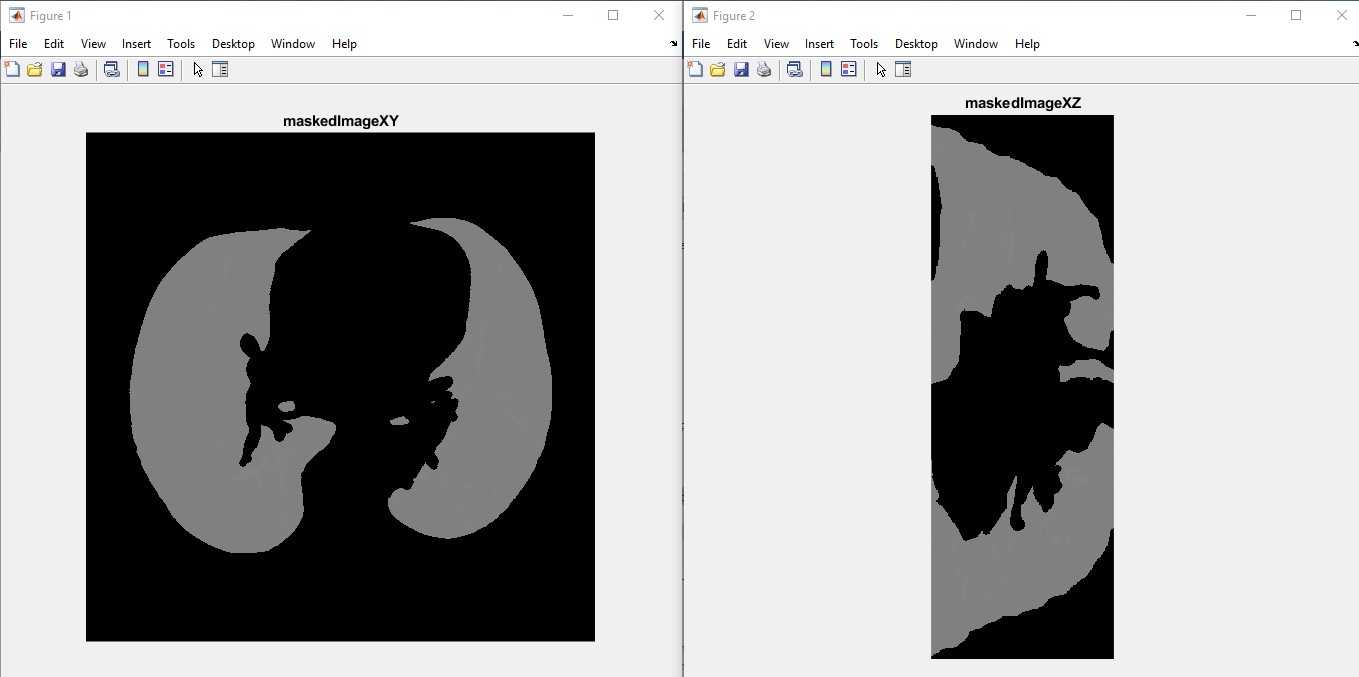 Figure 1
File Edit View Insert Tools Desktop Window Help
maskedImageXY
Figure 2
File Edit View Insert Tools Desktop Window Help
maskedImageXZ